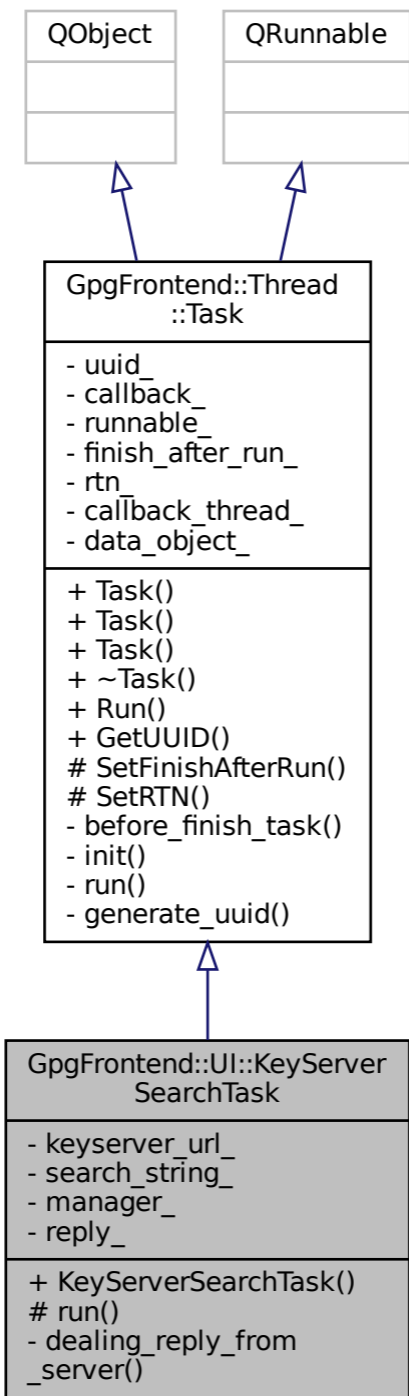 QObject
QRunnable
GpgFrontend::Thread
::Task
- uuid_
- callback_
- runnable_
- finish_after_run_
- rtn_
- callback_thread_
- data_object_
+ Task()
+ Task()
+ Task()
+ ~Task()
+ Run()
+ GetUUID()
# SetFinishAfterRun()
# SetRTN()
- before_finish_task()
- init()
- run()
- generate_uuid()
GpgFrontend::UI::KeyServer
SearchTask
- keyserver_url_
- search_string_
- manager_
- reply_
+ KeyServerSearchTask()
# run()
- dealing_reply_from
_server()